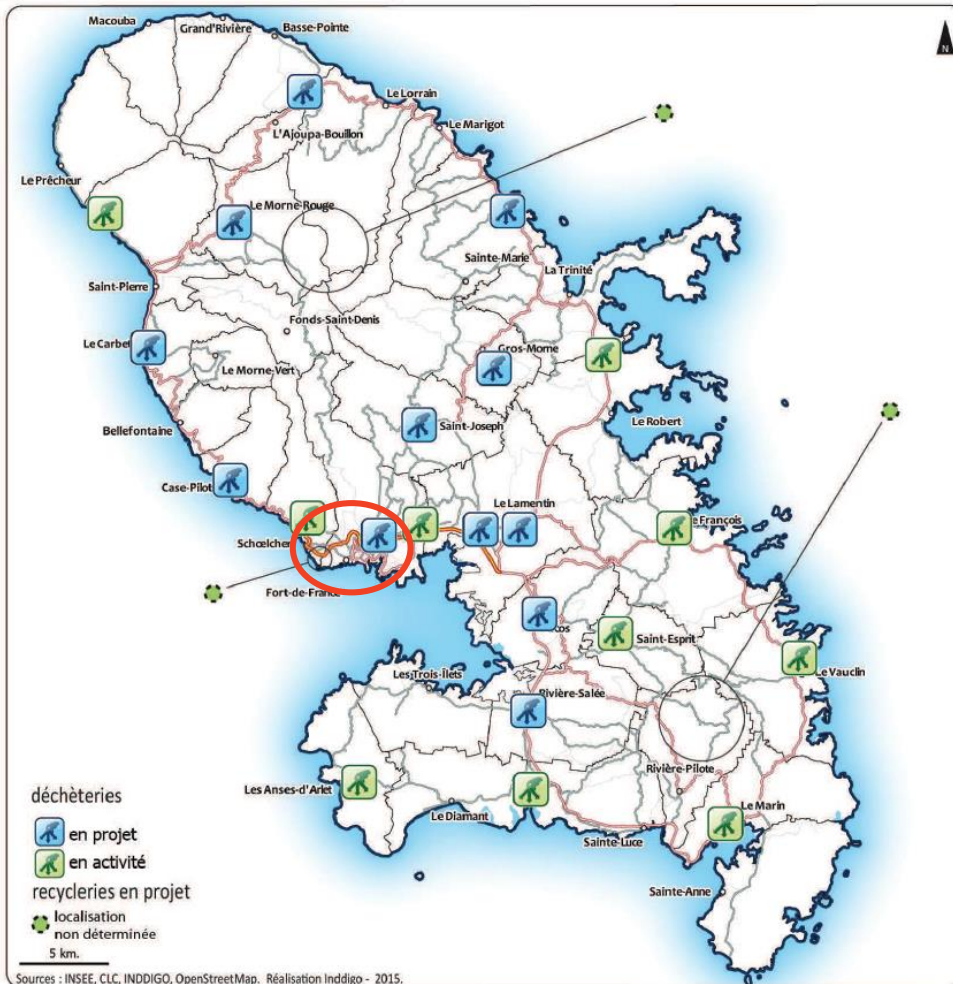 Macouba
Grand'Rivière
Basse-Pointe
N
Le Lorrain
L'Ajoupa-Bouillon
Le Marigot
Le Prêcheur
Le Morne-Rouge
Sainte-Marie
La Trinité
Saint-Pierre
Fonds-Saint-Denis
Le Carbet
Gros-Morne
Le Morne-Vert
Le Robert
Bellefontaine
Saint-Joseph
Case-Pilot
Le Lamentin
e François
Schœlcher
Fort-de-France
cos
Saint-Esprit
Le Vauclin
Les Trois-Îlets
Rivière-Salée
Rivière-Pilote
Les Anses-d'Arlet
Le Diamant
Le Marin
Sainte-Luce
Sainte-Anne
déchèteries
en projet
en activité
recycleries en projet
localisation
non déterminée
5 km.
Sources : INSEE, CLC, INDDIGO, OpenStreetMap. Réalisation Inddigo - 2015.